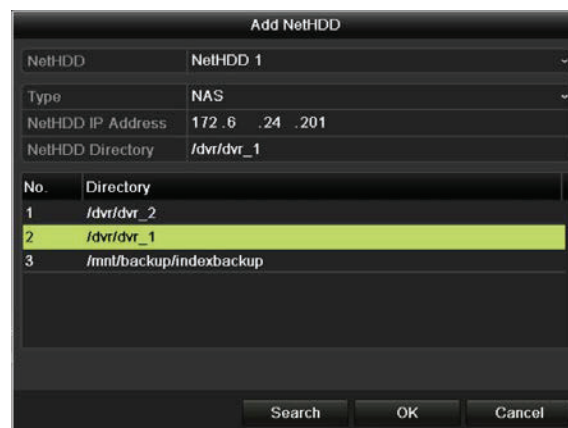 Add NetHDD
NetHDD NetHDD 1
Type NAS
NetHDD IP Address 172 .6 .24 .201
NetHDD Directory /dvr/dvr_1
No. Directory
1 /dvr/dvr_2
2 /dvr/dvr_1
3 /mnt/backup/indexbackup
Search OK Cancel